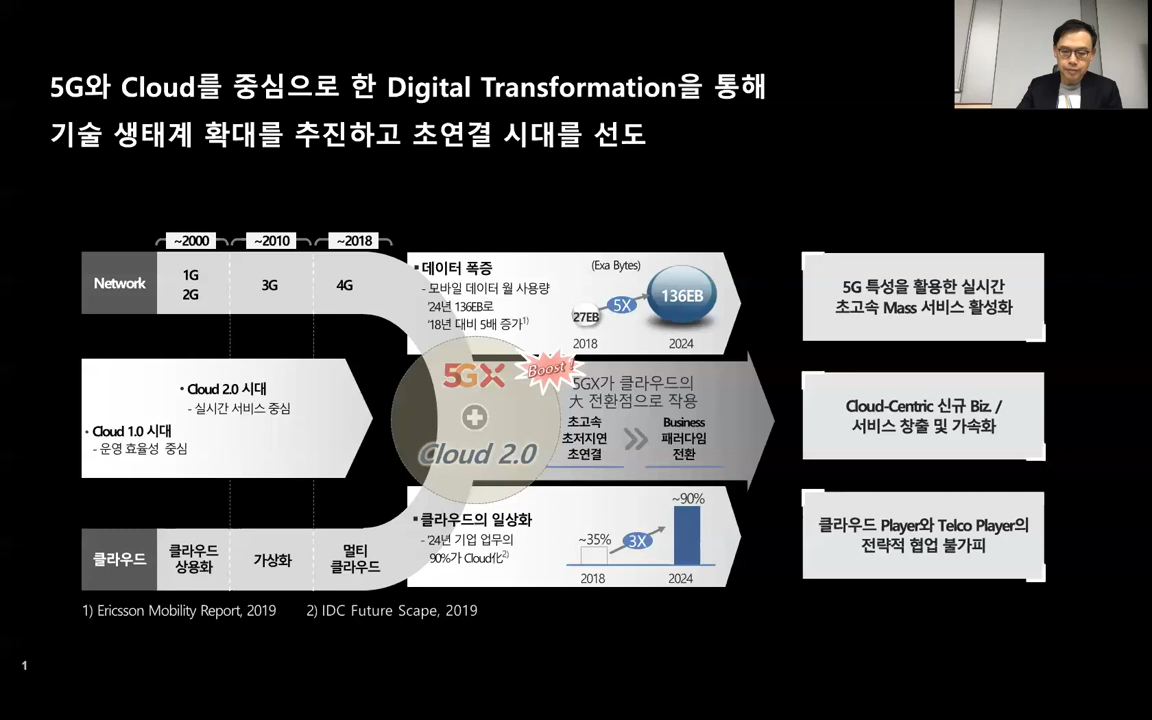 5G와 Cloud를 중심으로 한 Digital Transformation을 통해
기술 생태계 확대를 추진하고 초연결 시대를 선도
~2000
~2010
~2018
Network
1G
2G
3G
4G
• Cloud 2.0 시대
- 실시간 서비스 중심
• Cloud 1.0 시대
- 운영 효율성 중심
클라우드
클라우드
상용화
가상화
멀티
클라우드
▪데이터 폭증
- 모바일 데이터 월 사용량
'24년 136EB로
'18년 대비 5배 증가1)
(Exa Bytes)
27EB
5X
136EB
2018
2024
5GX
Boost !
+
Cloud 2.0
5GX가 클라우드의
大 전환점으로 작용
초고속
초저지연
초연결
Business
패러다임
전환
▪클라우드의 일상화
- '24년 기업 업무의
90%가 Cloud化2)
~35%
3X
~90%
2018
2024
5G 특성을 활용한 실시간
초고속 Mass 서비스 활성화
Cloud-Centric 신규 Biz. /
서비스 창출 및 가속화
클라우드 Player와 Telco Player의
전략적 협업 불가피
1) Ericsson Mobility Report, 2019
2) IDC Future Scape, 2019
1